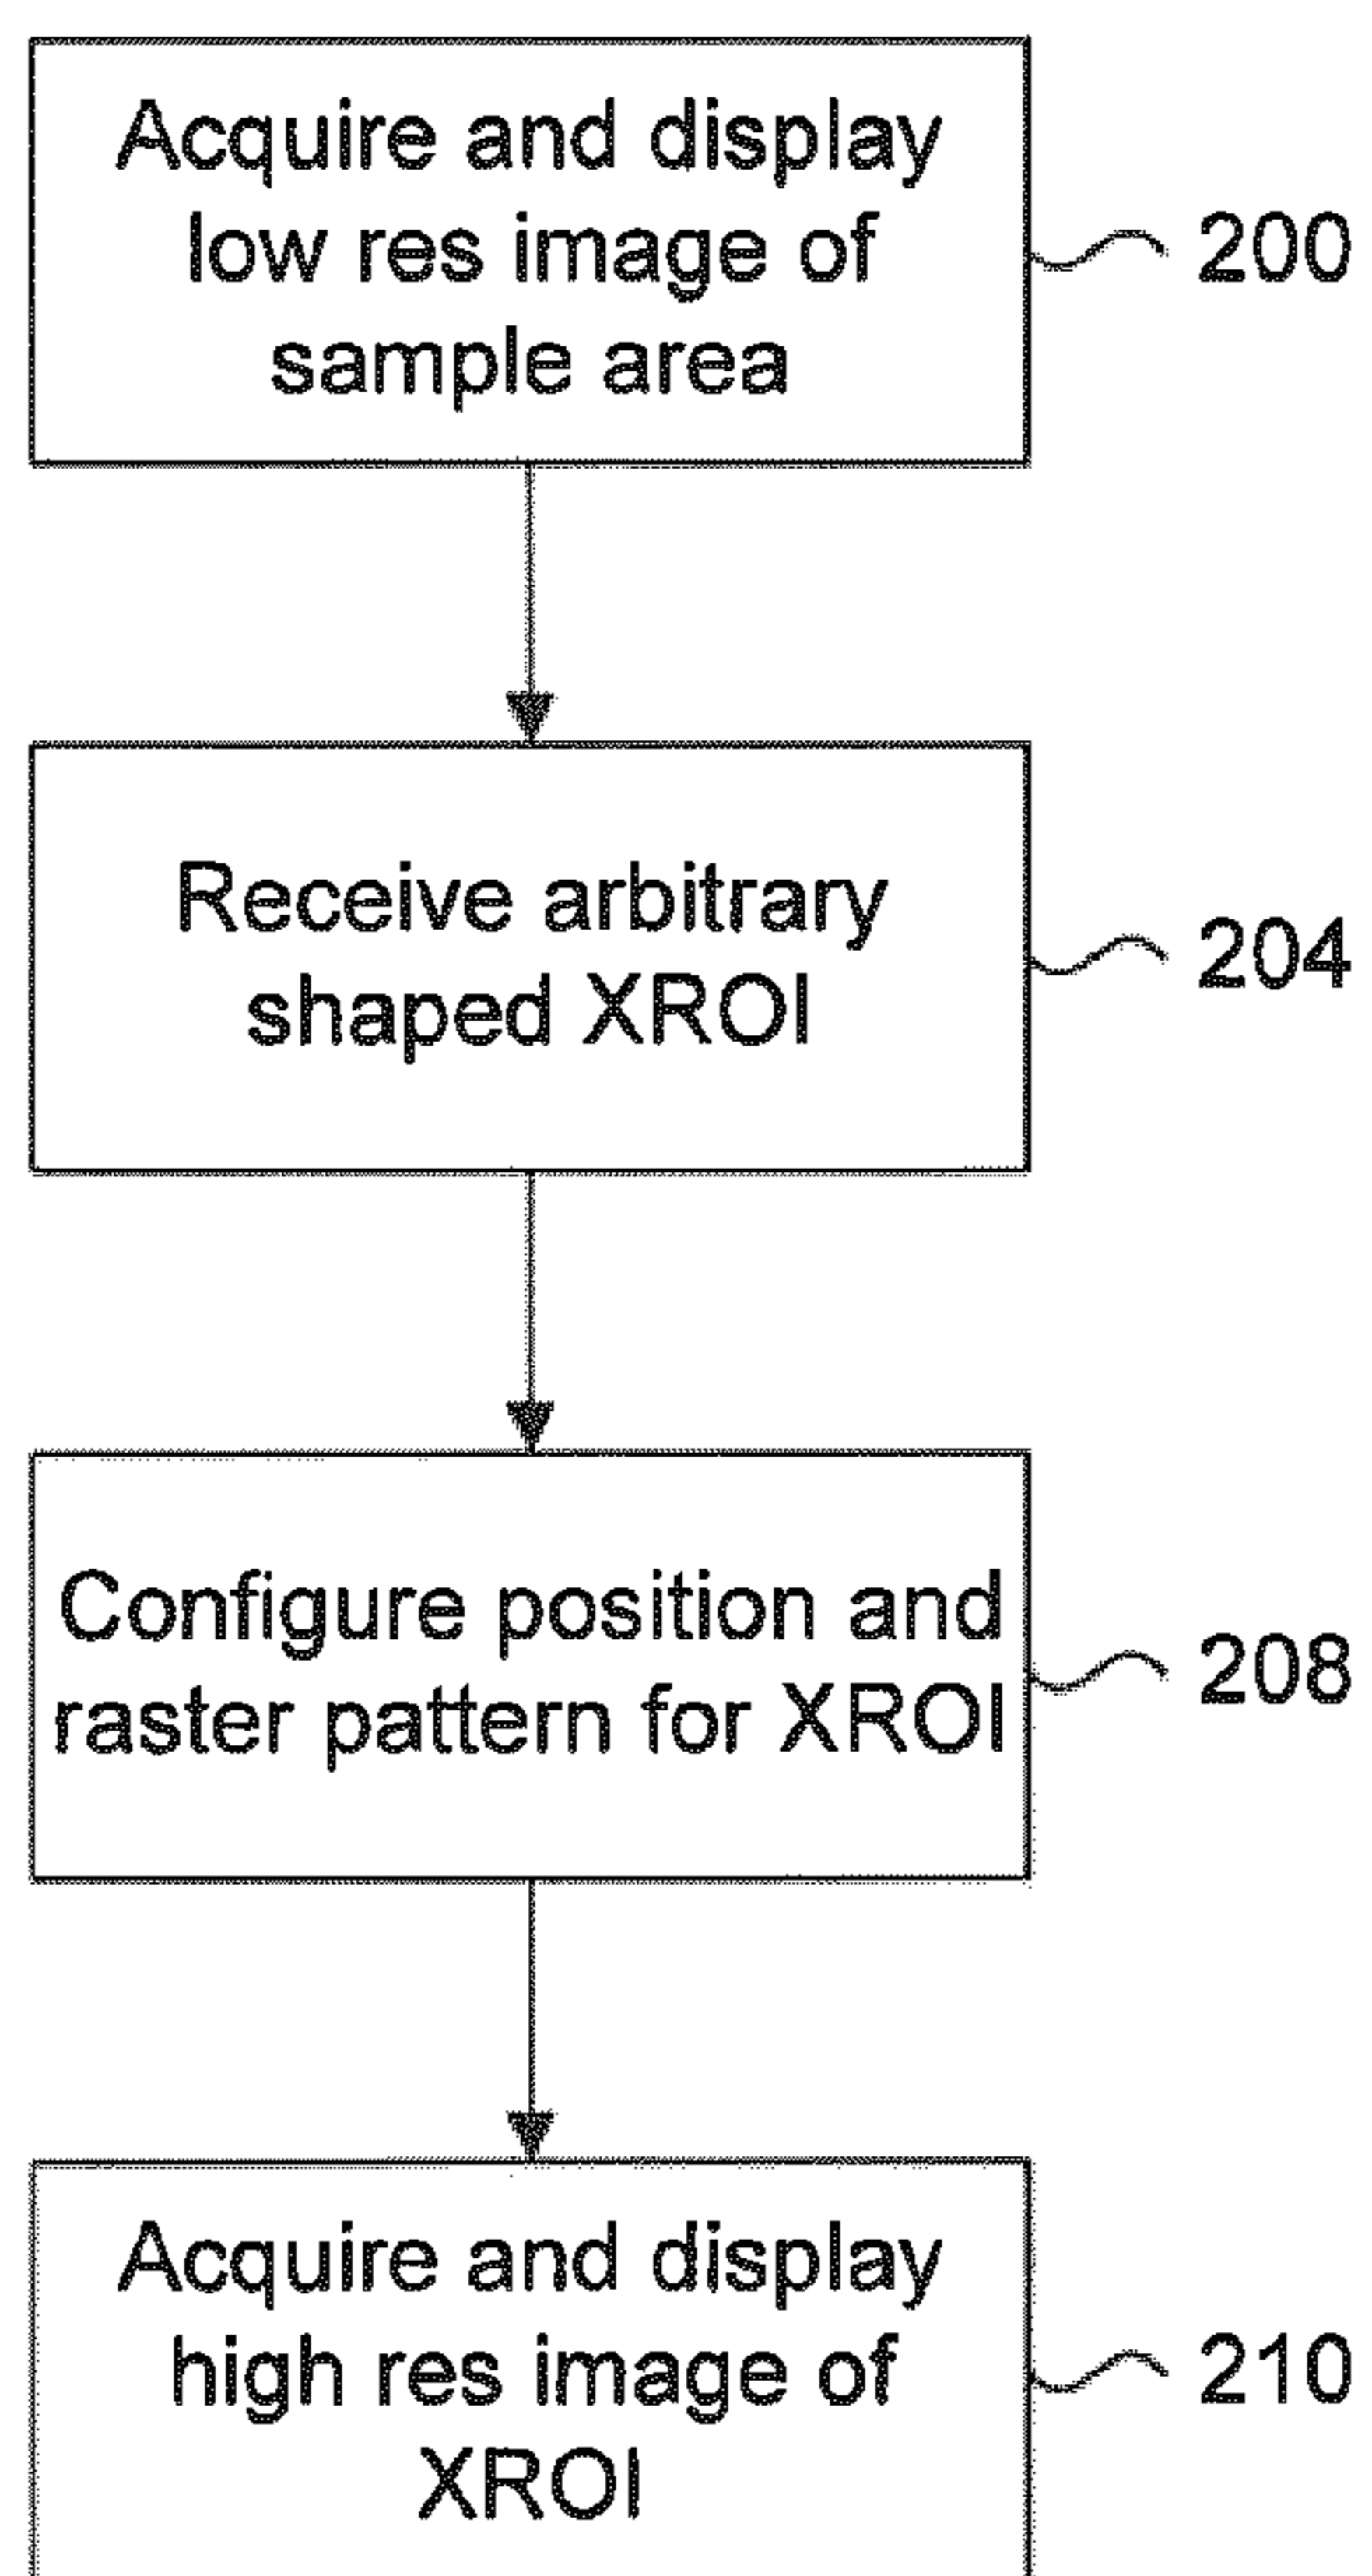 Acquire and display
low res image of
sample area
200
Receive arbitrary
shaped XROI
204
Configure position and
raster pattern for XROI
208
Acquire and display
high res image of
XROI
210